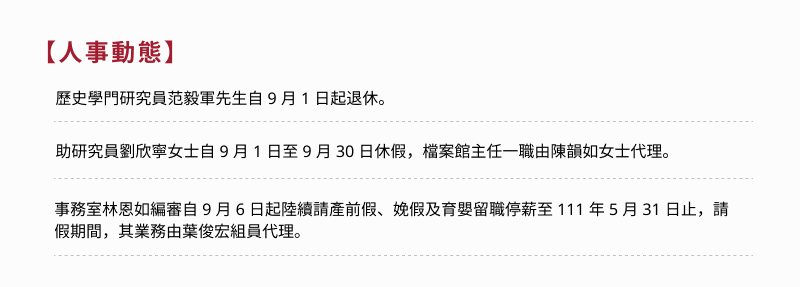 【人事動態】
歷史學門研究員范毅軍先生自 9 月 1 日起退休。
助研究員劉欣寧女士自 9 月 1 日至 9 月 30 日休假，檔案館主任一職由陳韻如女士代理。
事務室林恩如編審自 9 月 6 日起陸續請產前假、娩假及育嬰留職停薪至 111 年 5 月 31 日止，請
假期間，其業務由葉俊宏組員代理。